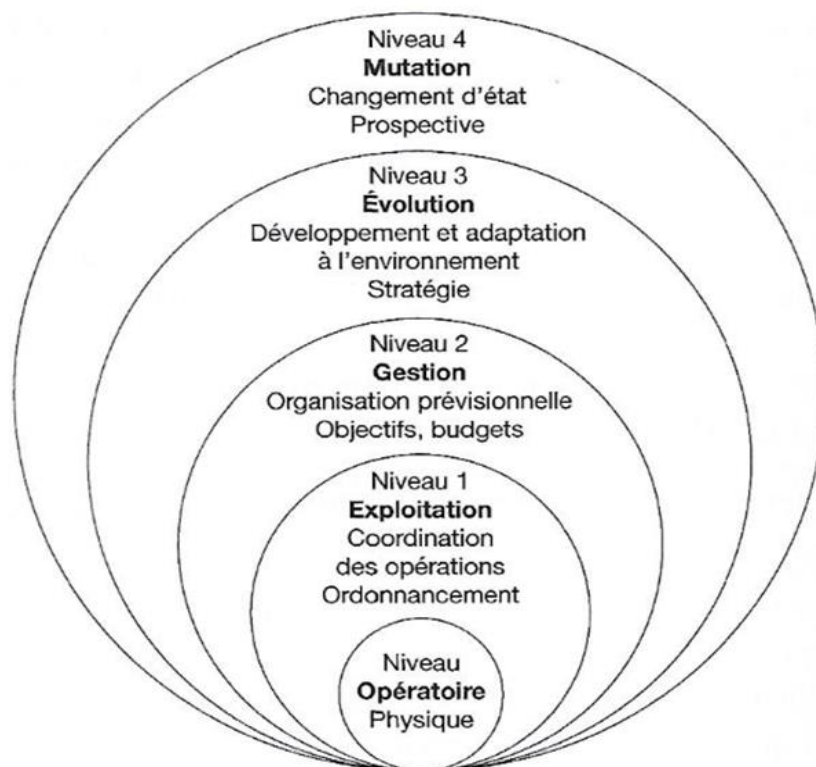 Niveau 4
Mutation
Changement d'état
Prospective
Niveau 3
Évolution
Développement et adaptation
à l'environnement
Stratégie
Niveau 2
Gestion
Organisation prévisionnelle
Objectifs, budgets
Niveau 1
Exploitation
Coordination
des opérations
Ordonnancement
Niveau
Opératoire
Physique